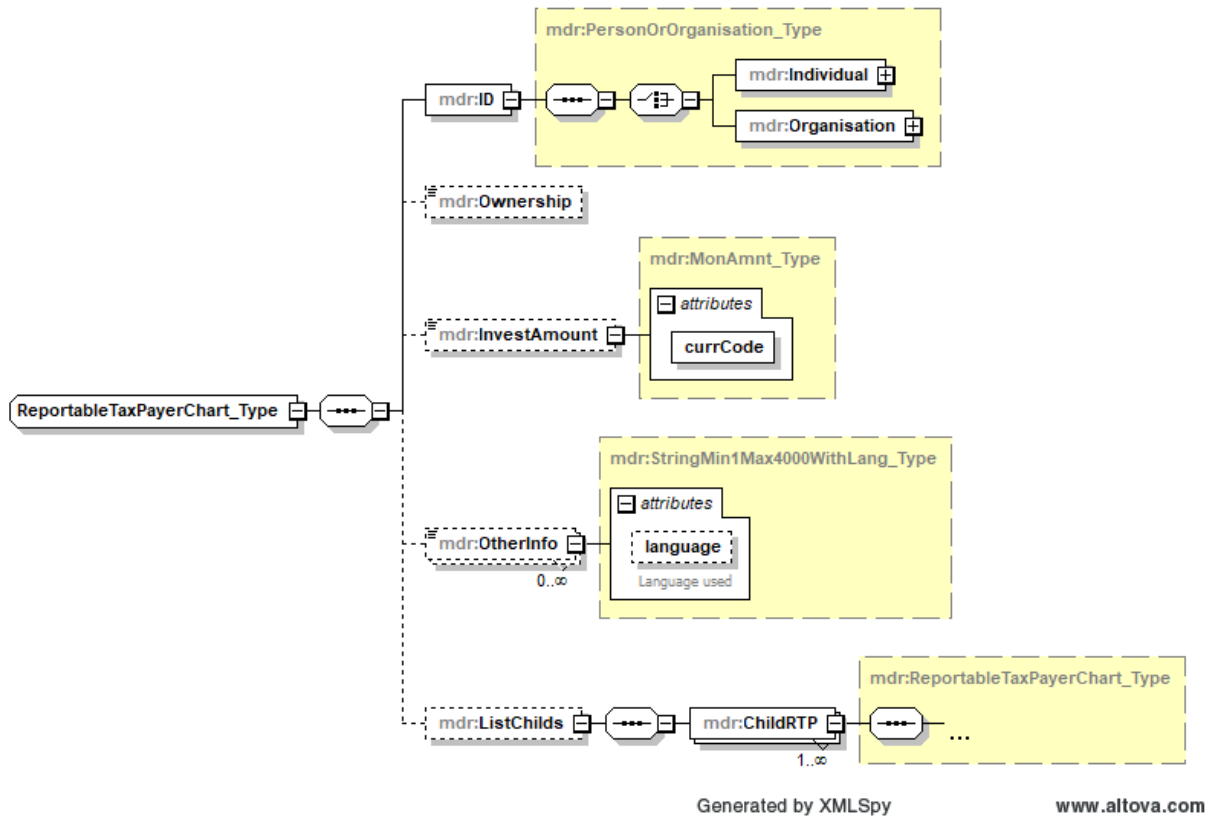 mdr:PersonOrOrganisation_Type
mdr:Individual
mdr:ID
mdr:Organisation
mdr:Ownership
mdr:MonAmnt_Type
attributes
mdr:InvestAmount
currCode
ReportableTaxPayerChart_Type
mdr:StringMin1Max4000WithLang_Type
attributes
mdr:OtherInfo
language
0..∞
Language used
mdr:ReportableTaxPayerChart_Type
mdr:ListChilds
mdr:ChildRTP
...
1..∞
Generated by XMLSpy
www.altova.com